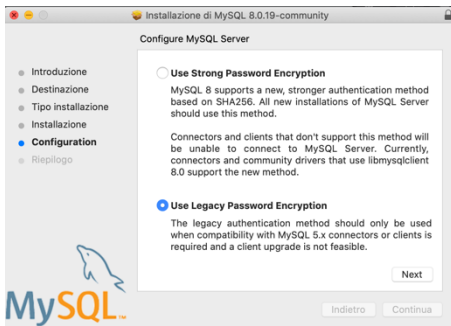 Installazione di MySQL 8.0.19-community
Configure MySQL Server
Introduzione
Destinazione
Tipo installazione
Installazione
Configuration
Riepilogo
Use Strong Password Encryption
MySQL 8 supports a new, stronger authentication method
based on SHA256. All new installations of MySQL Server
should use this method.
Connectors and clients that don't support this method will
be unable to connect to MySQL Server. Currently,
connectors and community drivers that use libmysqlclient
8.0 support the new method.
Use Legacy Password Encryption
The legacy authentication method should only be used
when compatibility with MySQL 5.x connectors or clients is
required and a client upgrade is not feasible.
Next
MySQL™
Indietro
Continua